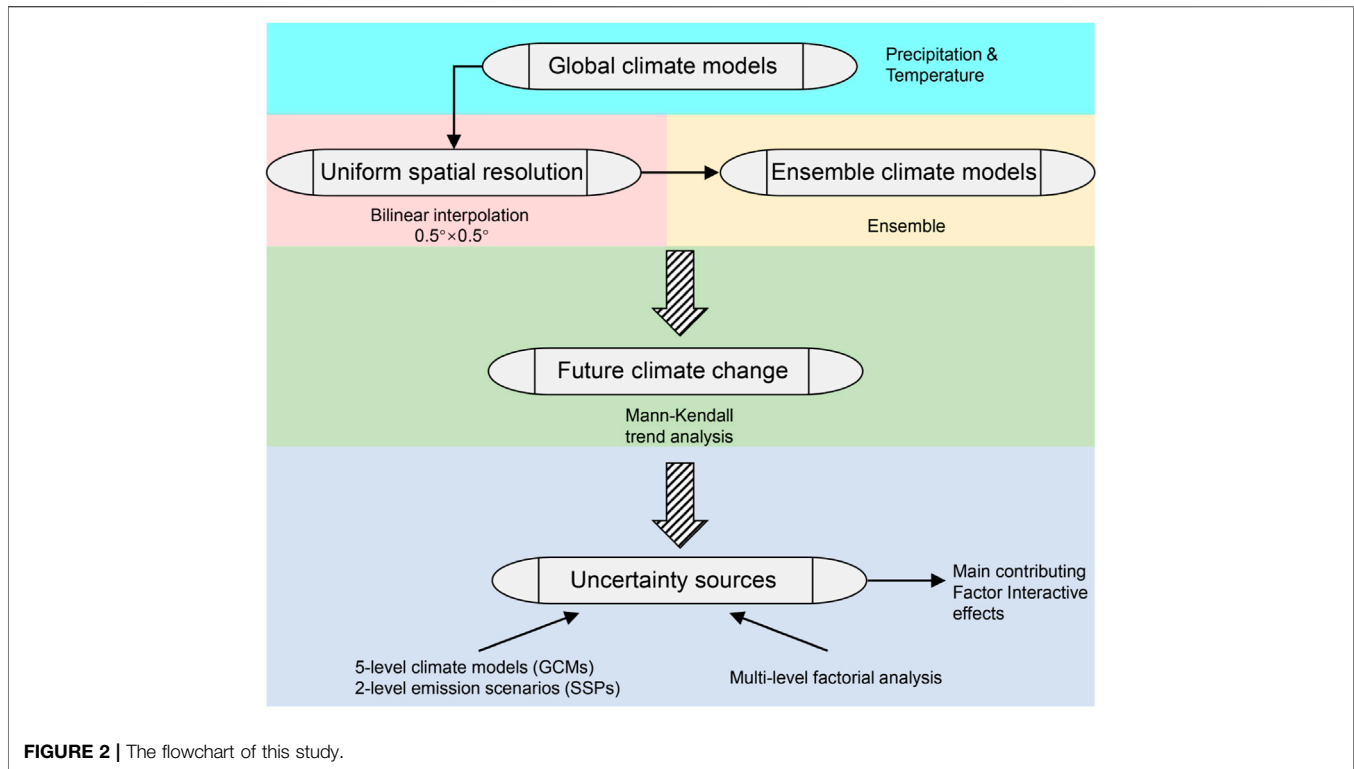 Global climate models
Precipitation &
Temperature
Uniform spatial resolution
Ensemble climate models
Bilinear interpolation
0.5°×0.5°
Ensemble
Future climate change
Mann-Kendall
trend analysis
Uncertainty sources
Main contributing
Factor Interactive
effects
5-level climate models (GCMs)
2-level emission scenarios (SSPs)
Multi-level factorial analysis
FIGURE 2 | The flowchart of this study.